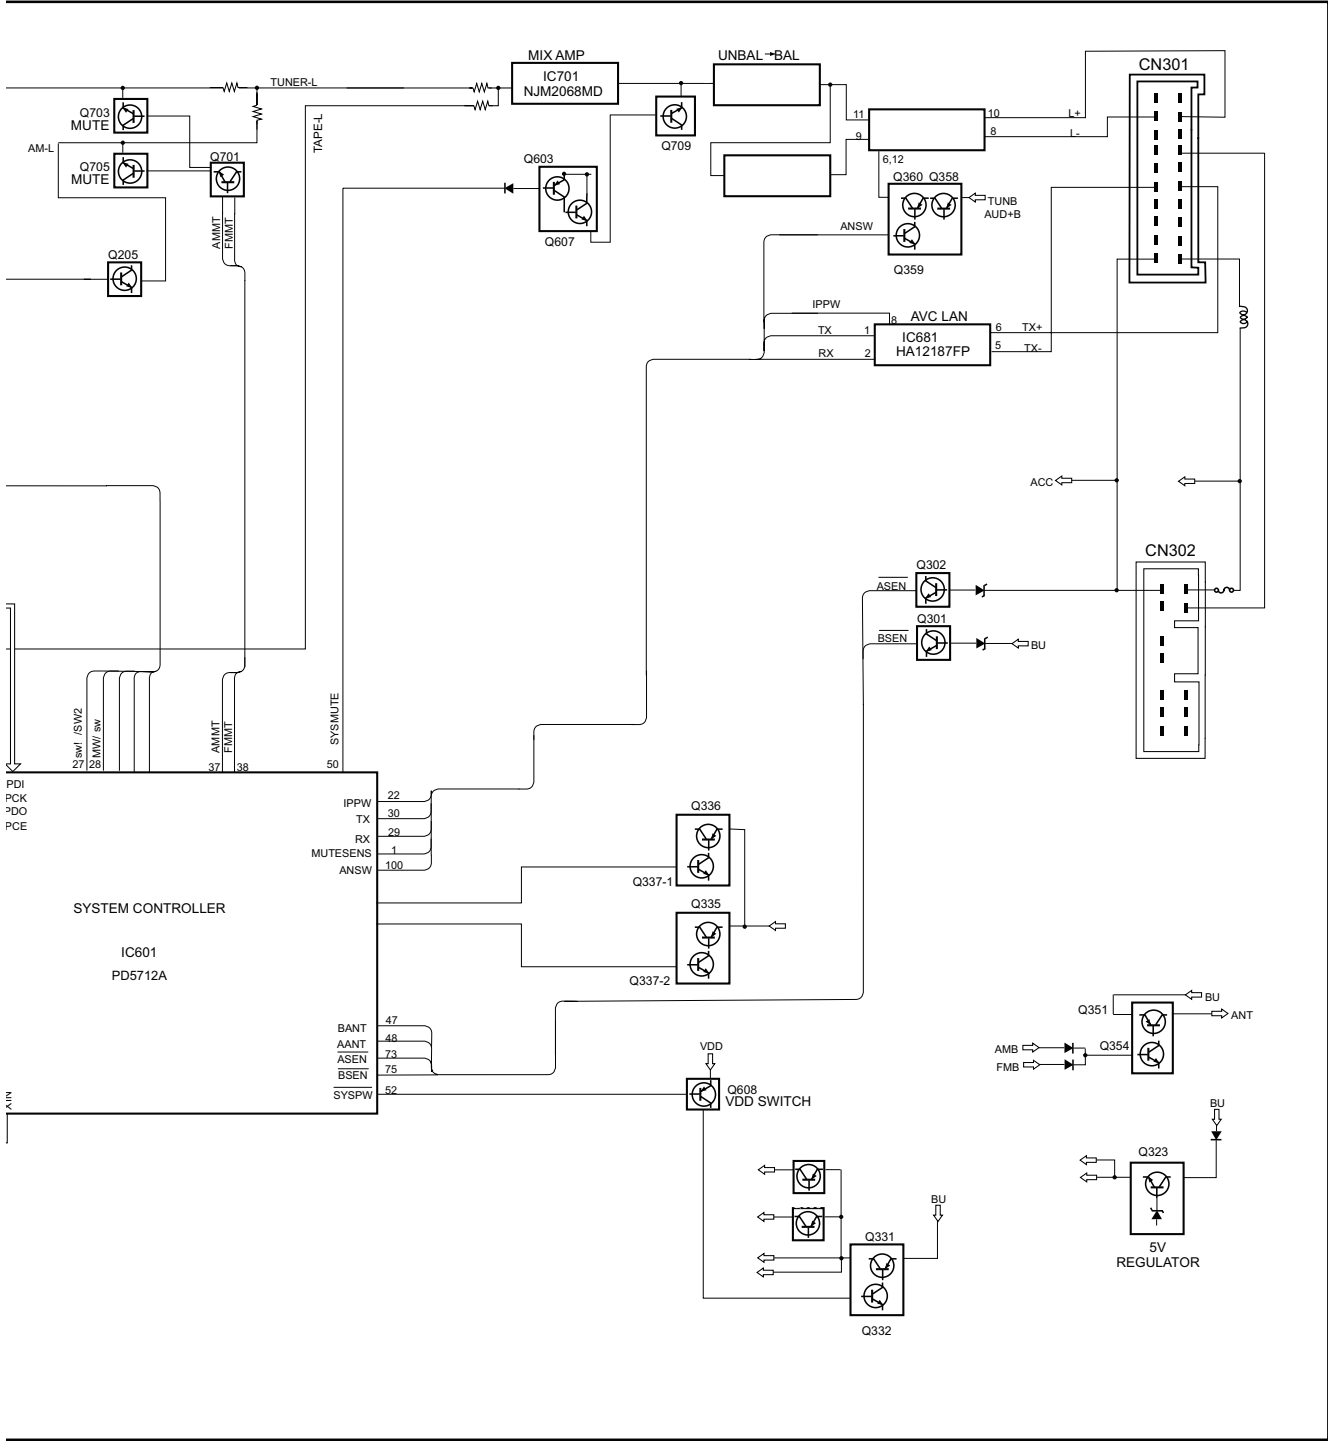 MIX AMP
IC701
NJM2068MD
UNBAL→BAL
CN301
TUNER-L
Q703
MUTE
TAPE-L
Q709
11
9
10
8
L+
L-
6,12
AM-L
Q705
MUTE
Q701
Q603
Q607
Q360 Q358
TUNB
AUD+B
ANSW
Q359
AMMT
FMMT
Q205
IPPW
8
AVC LAN
TX
1
IC681
HA12187FP
6
TX+
RX
2
5
TX-
ACC
CN302
Q302
ASEN
Q301
BSEN
BU
sw! /SW2
MW/ sw
AMMT
FMMT
SYSMUTE
27
28
37
38
50
PDI
PCK
PDO
PCE
IPPW
22
TX
30
RX
29
MUTESENS
1
ANSW
100
Q336
Q337-1
Q335
Q337-2
SYSTEM CONTROLLER
IC601
PD5712A
BANT
47
AANT
48
ASEN
73
BSEN
75
SYSPW
52
XIN
VDD
Q608
VDD SWITCH
Q351
BU
ANT
AMB
FMB
Q354
BU
Q323
5V
REGULATOR
BU
Q331
Q332